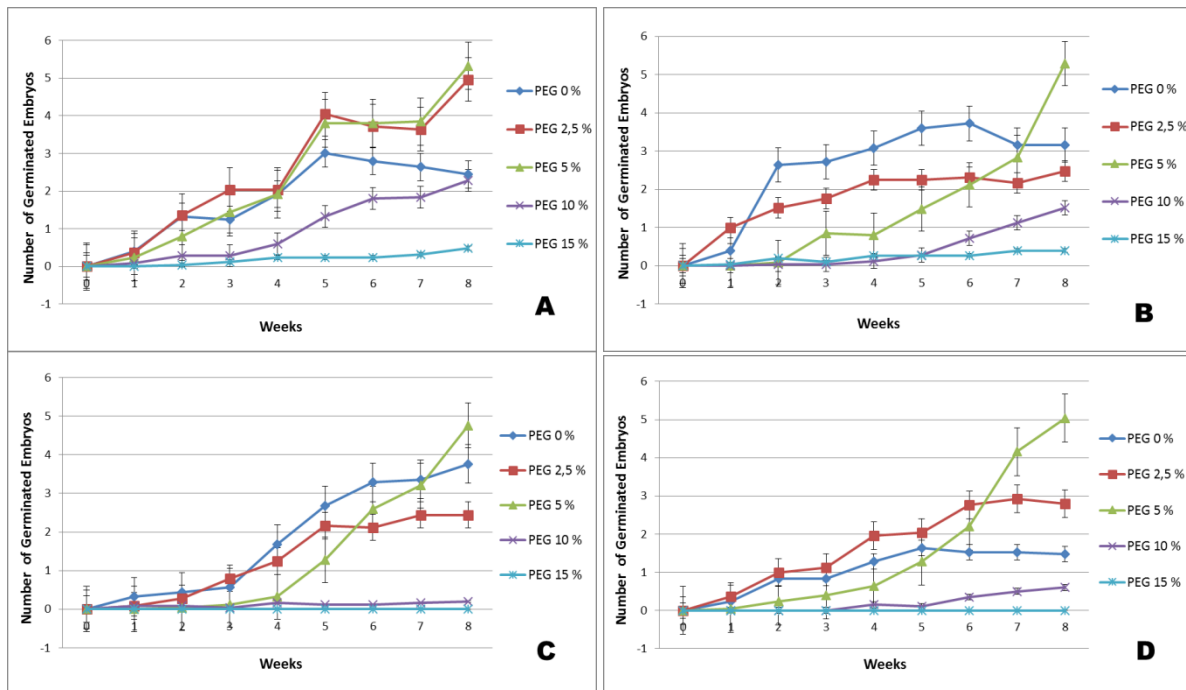 6
5
4
3
2
1
0
-1
Number of Germinated Embryos
0 1 2 3 4 5 6 7 8
Weeks
PEG 0 %
PEG 2,5 %
PEG 5 %
PEG 10 %
PEG 15 %
A
6
5
4
3
2
1
0
-1
Number of Germinated Embryos
0 1 2 3 4 5 6 7 8
Weeks
PEG 0 %
PEG 2,5 %
PEG 5 %
PEG 10 %
PEG 15 %
B
6
5
4
3
2
1
0
-1
Number of Germinated Embryos
0 1 2 3 4 5 6 7 8
Weeks
PEG 0 %
PEG 2,5 %
PEG 5 %
PEG 10 %
PEG 15 %
C
6
5
4
3
2
1
0
-1
Number of Germinated Embryos
0 1 2 3 4 5 6 7 8
Weeks
PEG 0 %
PEG 2,5 %
PEG 5 %
PEG 10 %
PEG 15 %
D